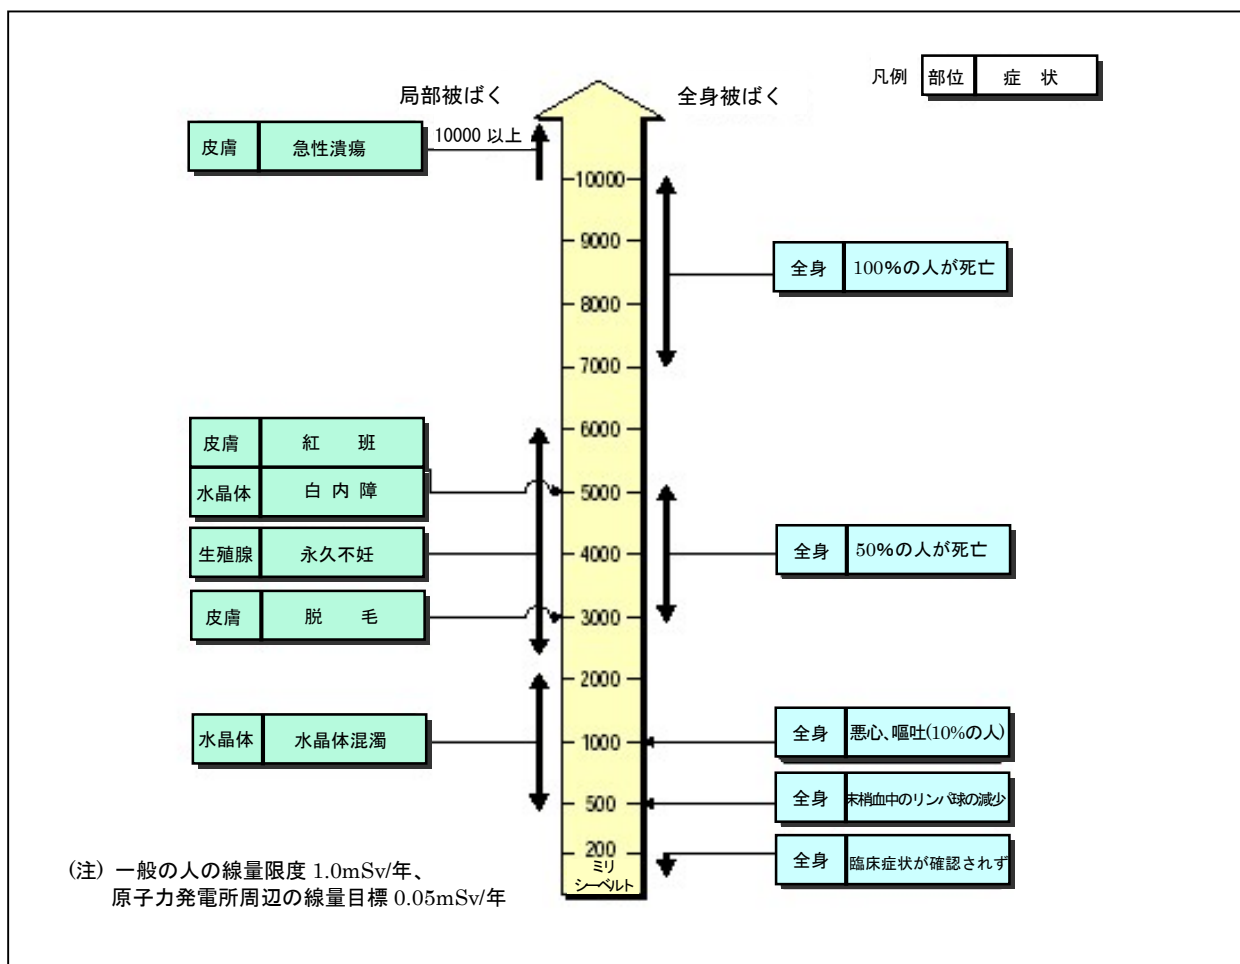 凡例 部位 症 状
局部被ばく
全身被ばく
皮膚 急性潰瘍
10000 以上
10000
9000
全身 100%の人が死亡
8000
7000
皮膚 紅 班
6000
水晶体 白 内 障
5000
生殖腺 永久不妊
4000
全身 50%の人が死亡
皮膚 脱 毛
3000
2000
水晶体 水晶体混濁
1000
全身 悪心、嘔吐(10%の人)
500
全身 末梢血中のリンパ球の減少
200
ミリ
シーベルト
全身 臨床症状が確認されず
(注) 一般の人の線量限度 1.0mSv/年、
原子力発電所周辺の線量目標 0.05mSv/年